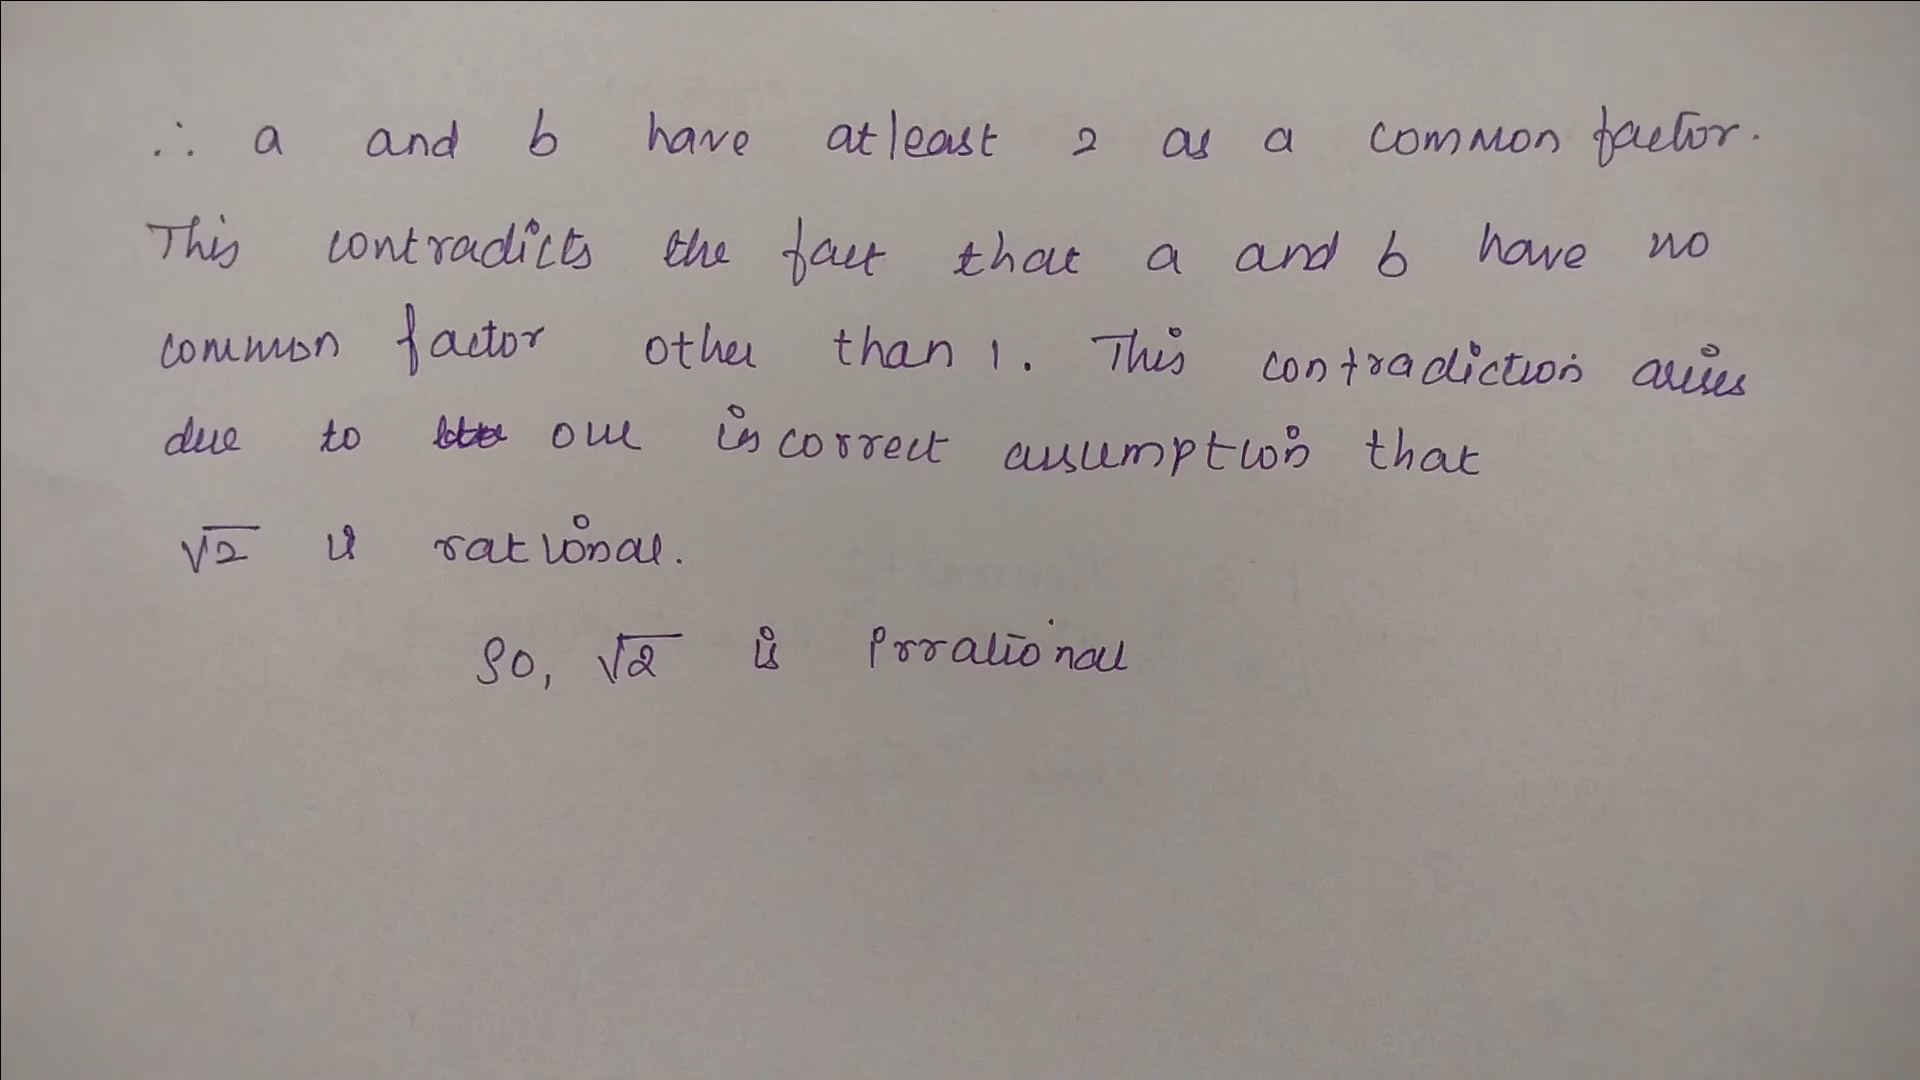 ∴ a and b have atleast 2 as a common factor.
This contradicts the fact that a and b have no
common factor other than 1. This contradiction arises
due to our incorrect assumption that
√2 is rational.
So, √2 is irrational